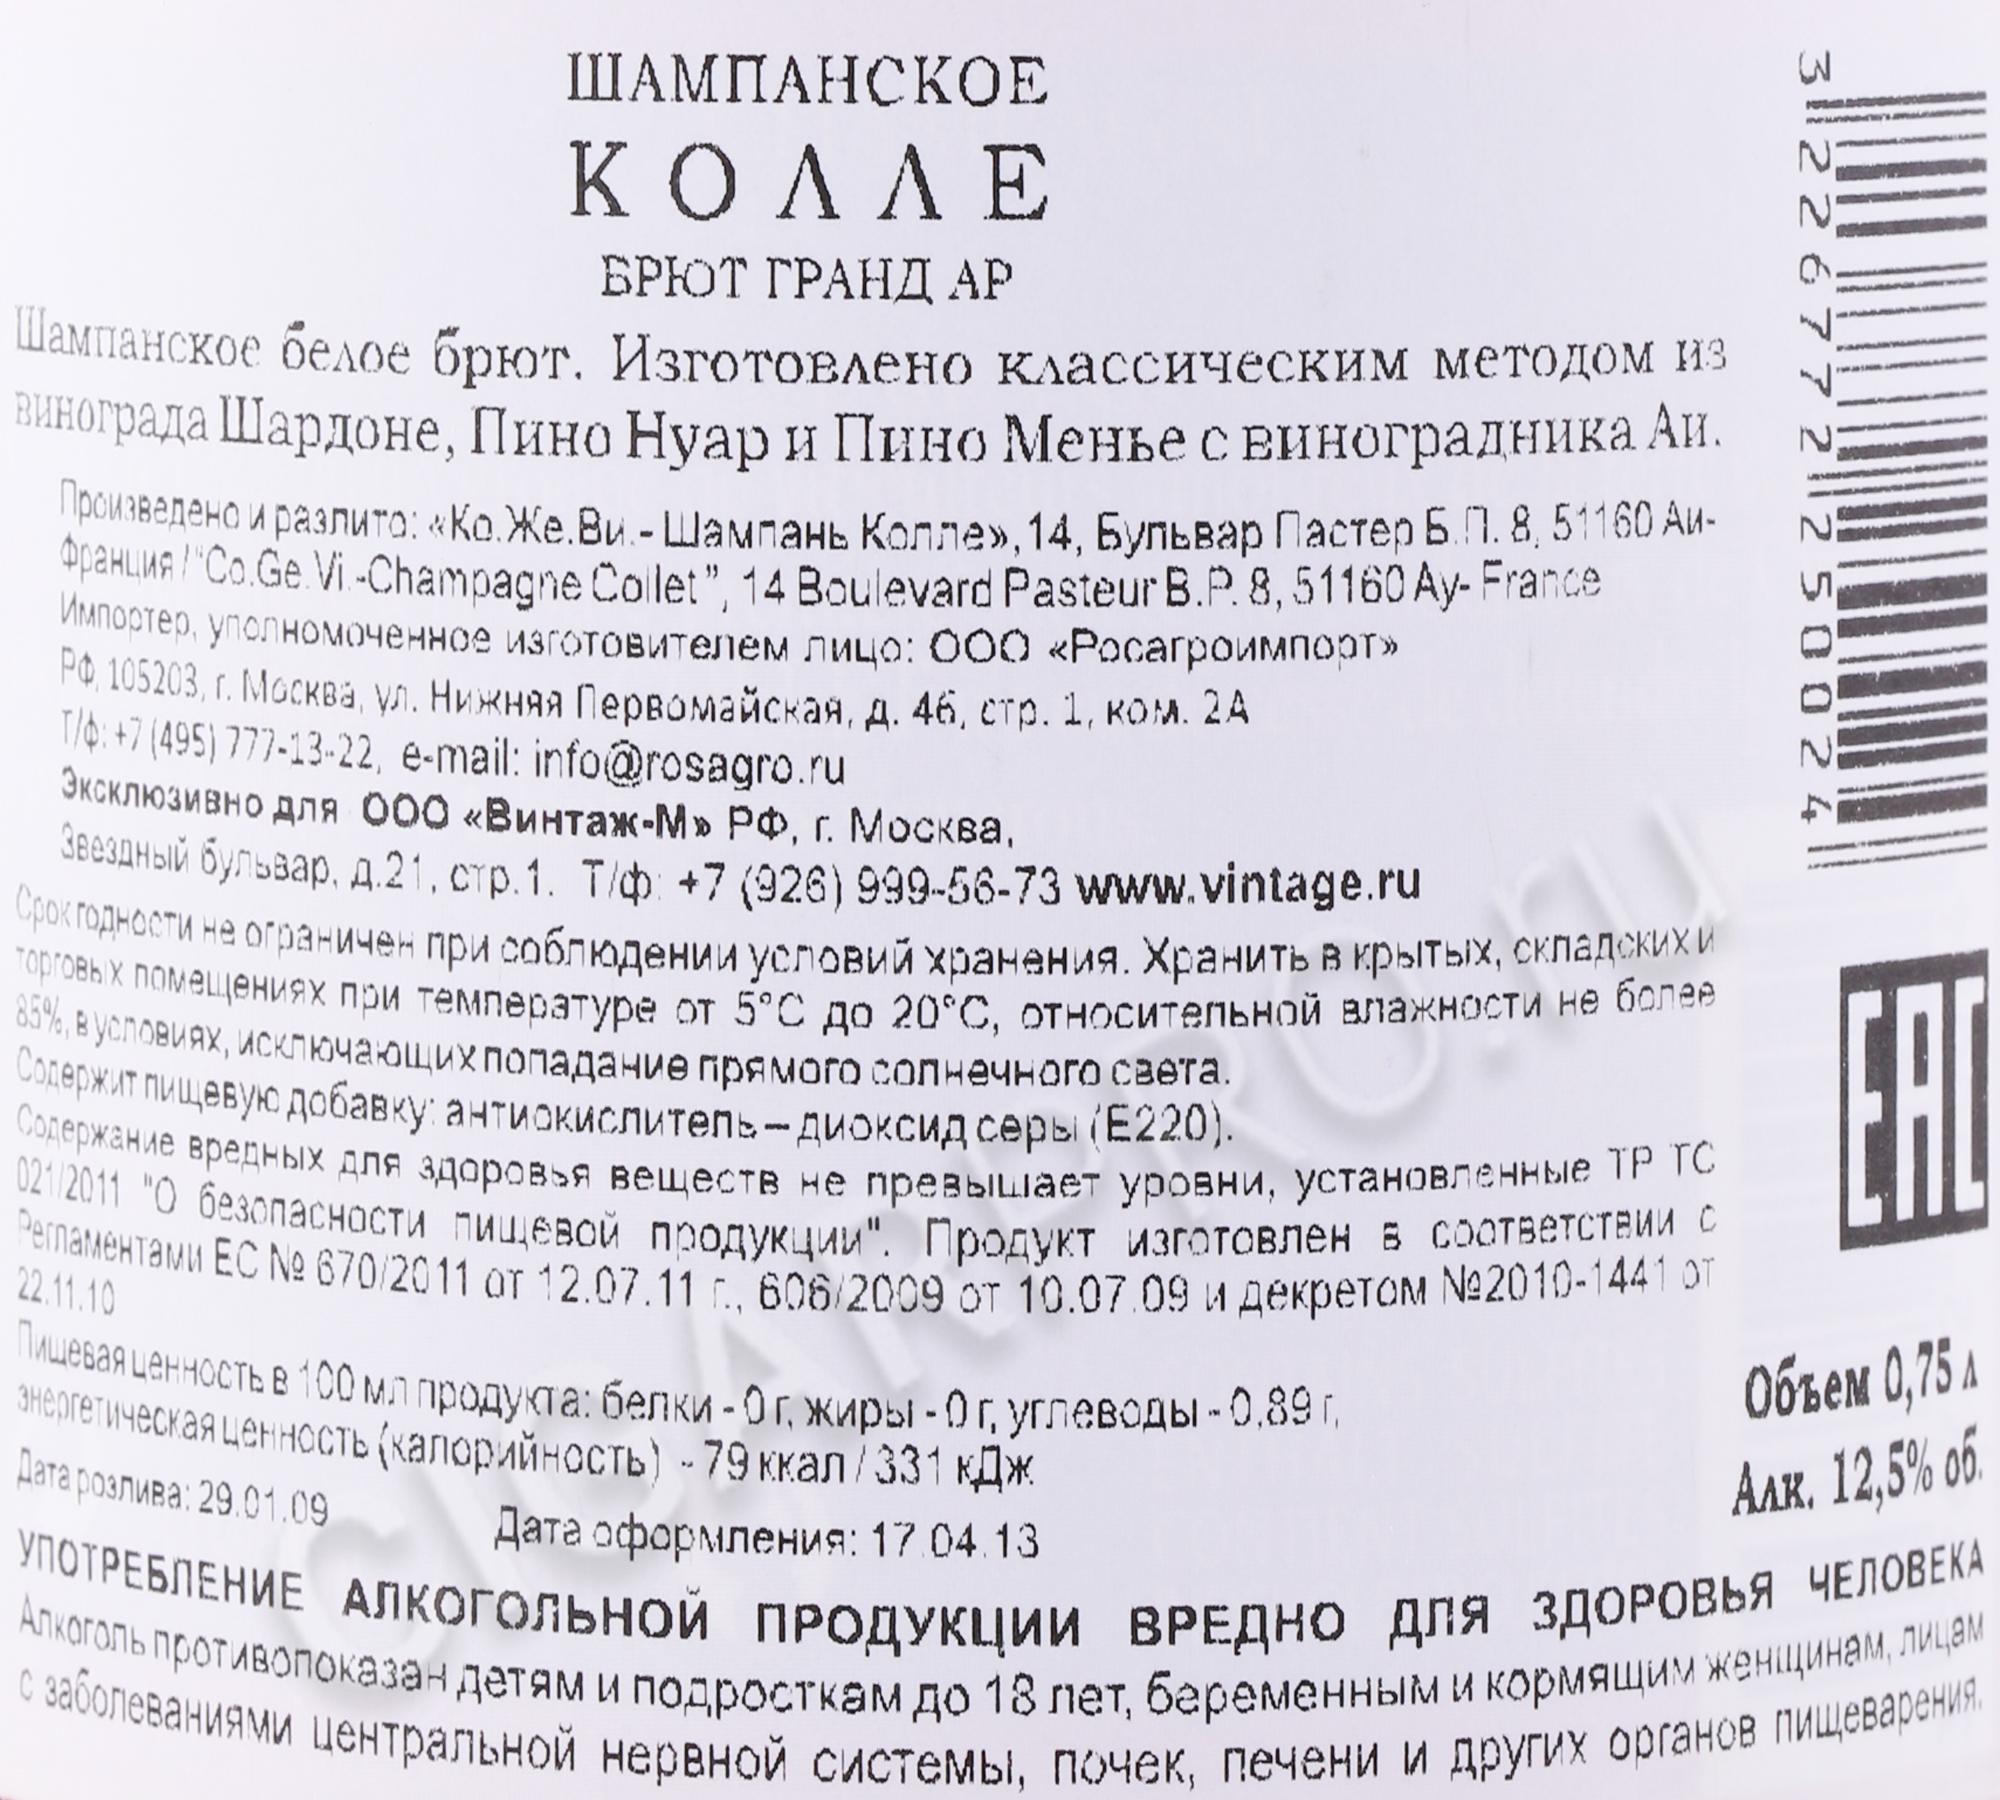 ШАМПАНСКОЕ
КОЛЛЕ
БРЮТ ГРАНД АР
Шампанское белое брют. Изготовлено классическим методом из
винограда Шардоне, Пино Нуар и Пино Менье с виноградника Аи.
Произведено и разлито: «Ко.Же.Ви.- Шампань Колле», 14, Бульвар Пастер Б.П. 8, 51160 Аи-
Франция / "Co.Ge.Vi.-Champagne Collet", 14 Boulevard Pasteur B.P. 8, 51160 Ay- France
Импортер, уполномоченное изготовителем лицо: ООО «Росагроимпорт»
РФ, 105203, г. Москва, ул. Нижняя Первомайская, д. 46, стр. 1, ком. 2А
Т/ф: +7 (495) 777-13-22, e-mail: info@rosagro.ru
Эксклюзивно для ООО «Винтаж-М» РФ, г. Москва,
Звездный бульвар, д.21, стр.1. Т/ф: +7 (926) 999-56-73 www.vintage.ru
Срок годности не ограничен при соблюдении условий хранения. Хранить в крытых, складских и
торговых помещениях при температуре от 5°С до 20°С, относительной влажности не более
85%, в условиях, исключающих попадание прямого солнечного света.
Содержит пищевую добавку: антиокислитель – диоксид серы (Е220).
Содержание вредных для здоровья веществ не превышает уровни, установленные ТР ТС
021/2011 "О безопасности пищевой продукции". Продукт изготовлен в соответствии с
Регламентами ЕС № 670/2011 от 12.07.11 г., 606/2009 от 10.07.09 и декретом №2010-1441 от
22.11.10
Пищевая ценность в 100 мл продукта: белки - 0 г, жиры - 0 г, углеводы - 0,89 г,
энергетическая ценность (калорийность) - 79 ккал / 331 кДж
Дата розлива: 29.01.09 Дата оформления: 17.04.13
УПОТРЕБЛЕНИЕ АЛКОГОЛЬНОЙ ПРОДУКЦИИ ВРЕДНО ДЛЯ ЗДОРОВЬЯ ЧЕЛОВЕКА
Алкоголь противопоказан детям и подросткам до 18 лет, беременным и кормящим женщинам, лицам
с заболеваниями центральной нервной системы, почек, печени и других органов пищеварения.
3 226772 250024
EAC
Объем 0,75 л
Алк. 12,5% об.
CIGARPRO.ru